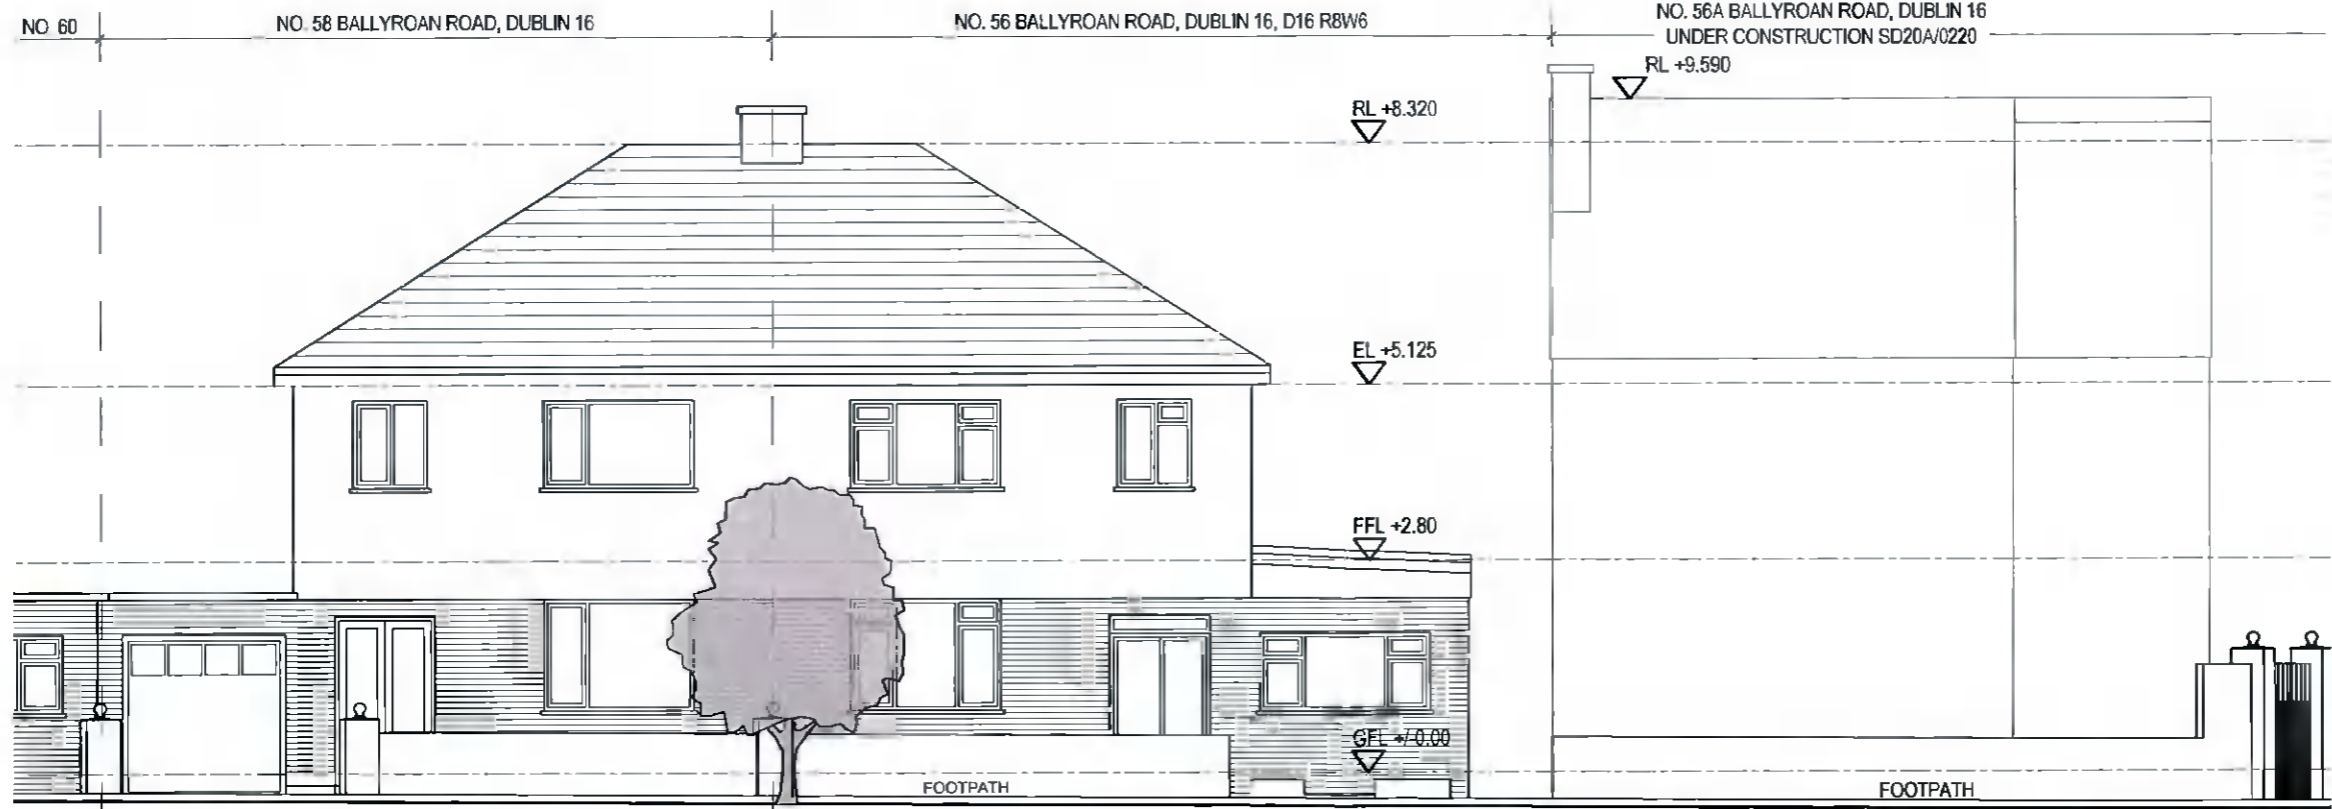 NO 60
NO. 58 BALLYROAN ROAD, DUBLIN 16
NO. 56 BALLYROAN ROAD, DUBLIN 16, D16 R8W6
NO. 56A BALLYROAN ROAD, DUBLIN 16
UNDER CONSTRUCTION SD20A/0220
RL +9.590
RL +8.320
EL +5.125
FFL +2.80
GFL +/-0.00
FOOTPATH
FOOTPATH